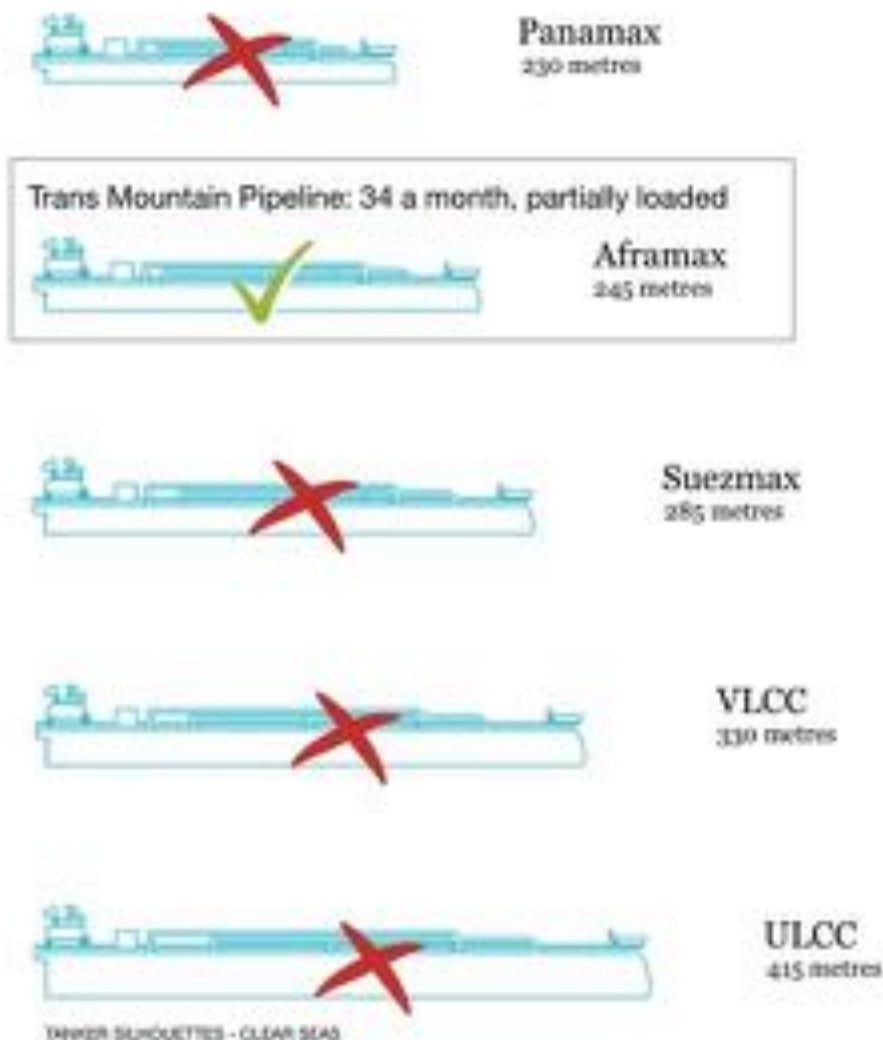 Panamax
230 metres
Trans Mountain Pipeline: 34 a month, partially loaded
Aframax
245 metres
Suezmax
285 metres
VLCC
330 metres
ULCC
415 metres
TANKER SILHOUETTES - CLEAR SEAS